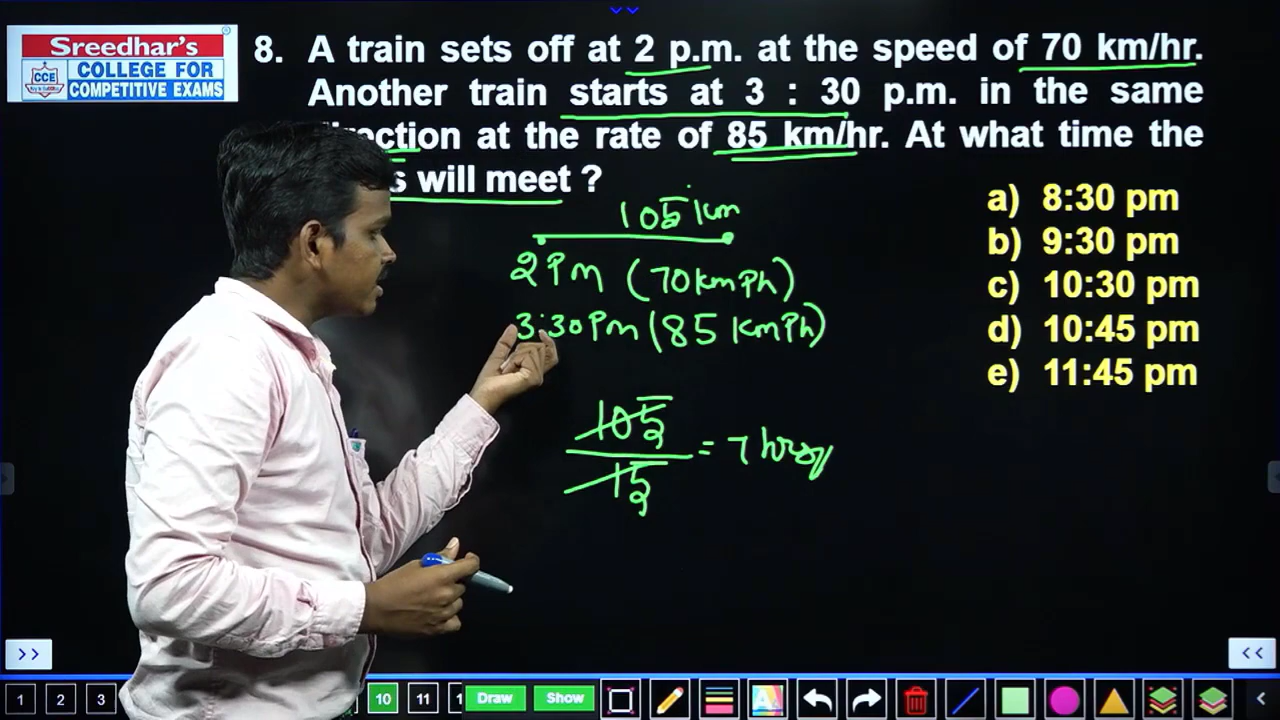 Sreedhar's
CCE
COLLEGE FOR
COMPETITIVE EXAMS
8. A train sets off at 2 p.m. at the speed of 70 km/hr.
Another train starts at 3 : 30 p.m. in the same
direction at the rate of 85 km/hr. At what time the
will meet ?
105 km
2 Pm (70kmPh)
3:30 Pm (85 kmPh)
105
15
= 7 hrs
a) 8:30 pm
b) 9:30 pm
c) 10:30 pm
d) 10:45 pm
e) 11:45 pm
>>
<<
1 2 3 10 11 1 Draw Show